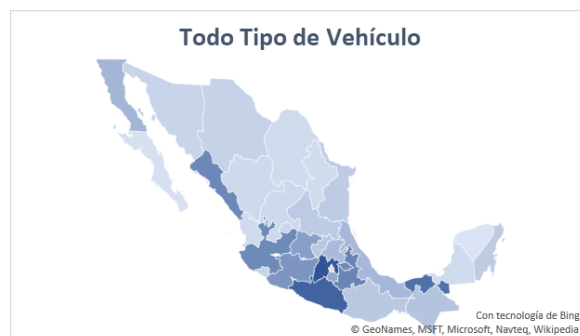 Todo Tipo de Vehículo
Con tecnología de Bing
© GeoNames, MSFT, Microsoft, Navteq, Wikipedia